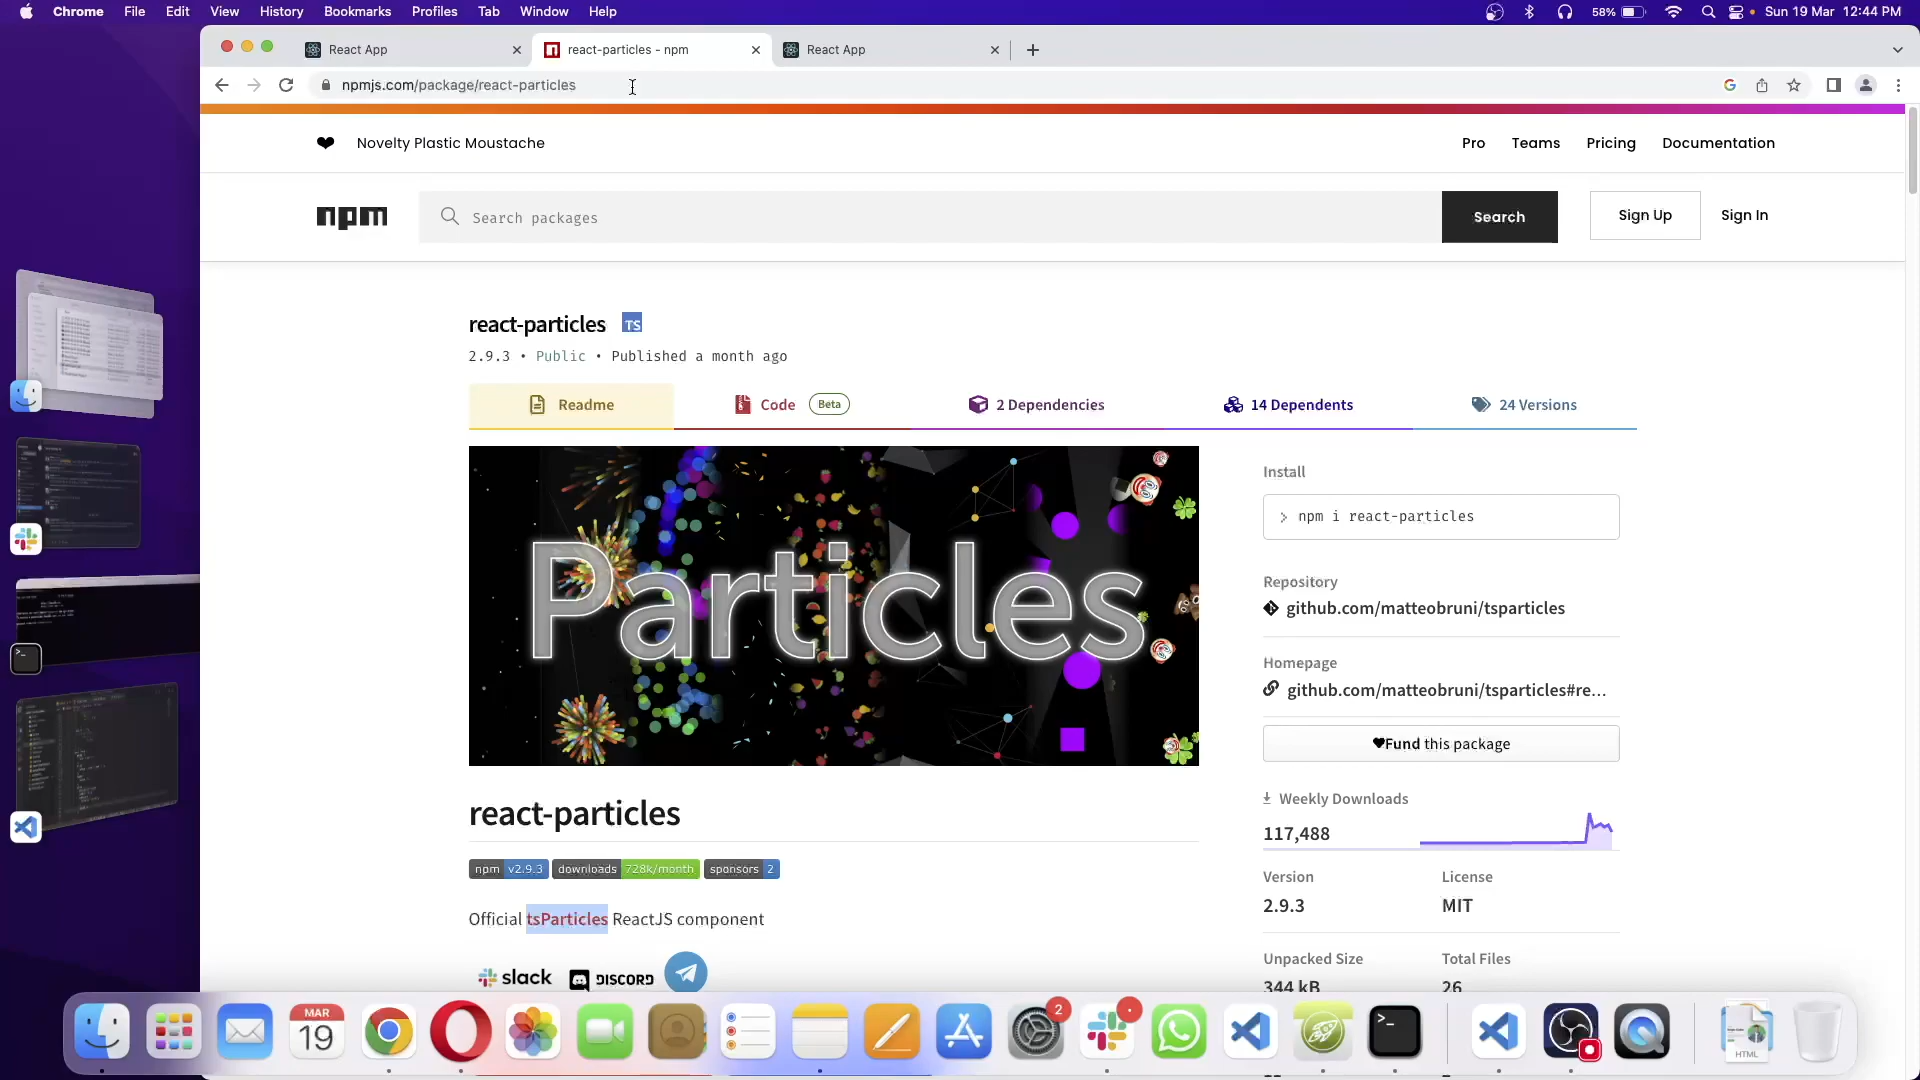 Chrome File Edit View History Bookmarks Profiles Tab Window Help 58% Sun 19 Mar 12:44 PM
React App react-particles - npm React App
npmjs.com/package/react-particles
Novelty Plastic Moustache Pro Teams Pricing Documentation
npm Search packages Search Sign Up Sign In
react-particles TS
2.9.3 • Public • Published a month ago
Readme Code Beta 2 Dependencies 14 Dependents 24 Versions
Particles
Install
> npm i react-particles
Repository
github.com/matteobruni/tsparticles
Homepage
github.com/matteobruni/tsparticles#re...
Fund this package
react-particles
Weekly Downloads
117,488
npm v2.9.3 downloads 728k/month sponsors 2
Version License
2.9.3 MIT
Official tsParticles ReactJS component
Unpacked Size Total Files
344 kB 26
slack DISCORD
MAR
19
2
HTML